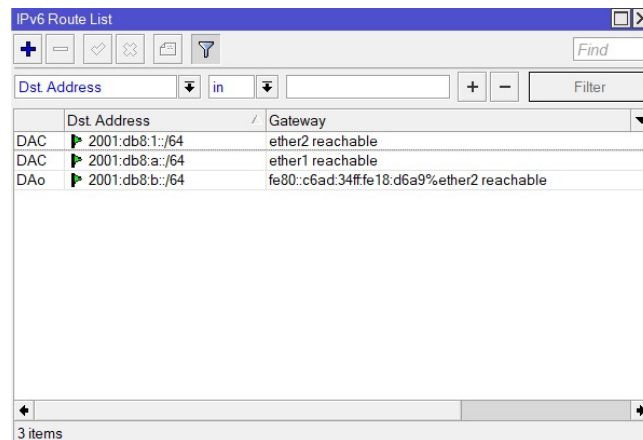 IPv6 Route List
Find
Dst. Address in Filter
Dst. Address Gateway
DAC 2001:db8:1::/64 ether2 reachable
DAC 2001:db8:a::/64 ether1 reachable
DAo 2001:db8:b::/64 fe80::c6ad:34ff:fe18:d6a9%ether2 reachable
3 items